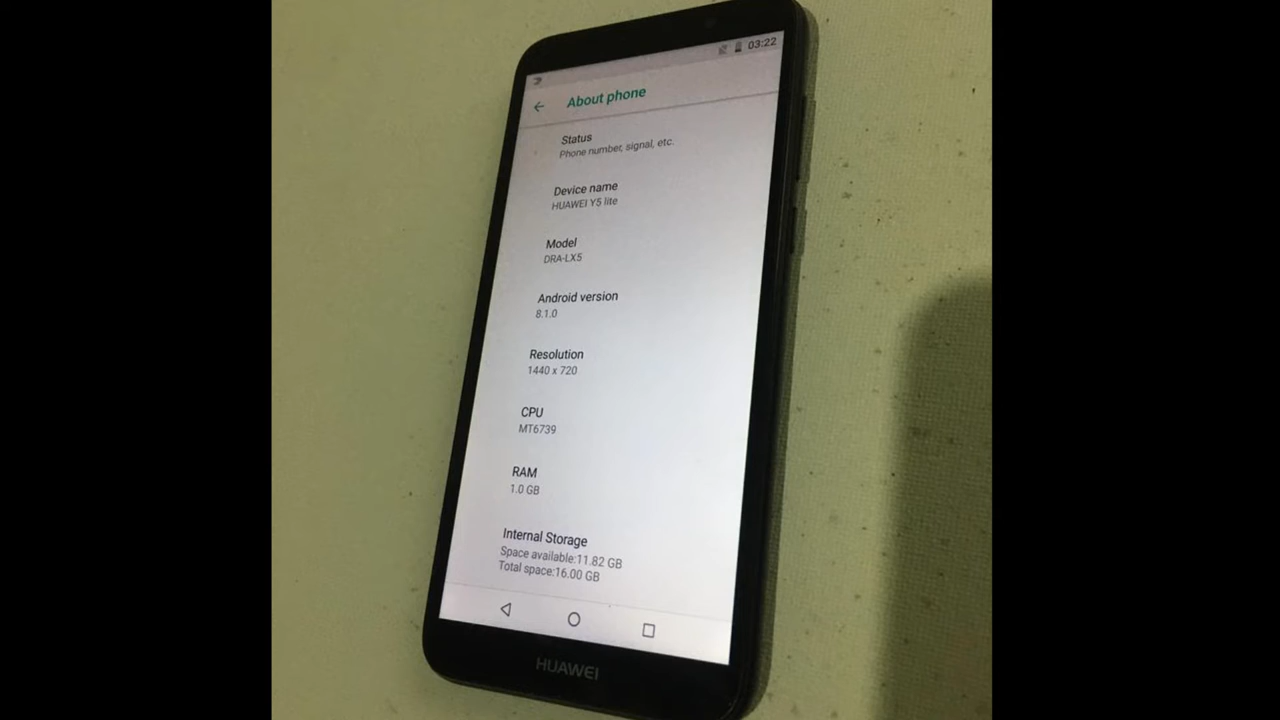 03:22
About phone
Status
Phone number, signal, etc.
Device name
HUAWEI Y5 lite
Model
DRA-LX5
Android version
8.1.0
Resolution
1440 x 720
CPU
MT6739
RAM
1.0 GB
Internal Storage
Space available:11.82 GB
Total space:16.00 GB
HUAWEI